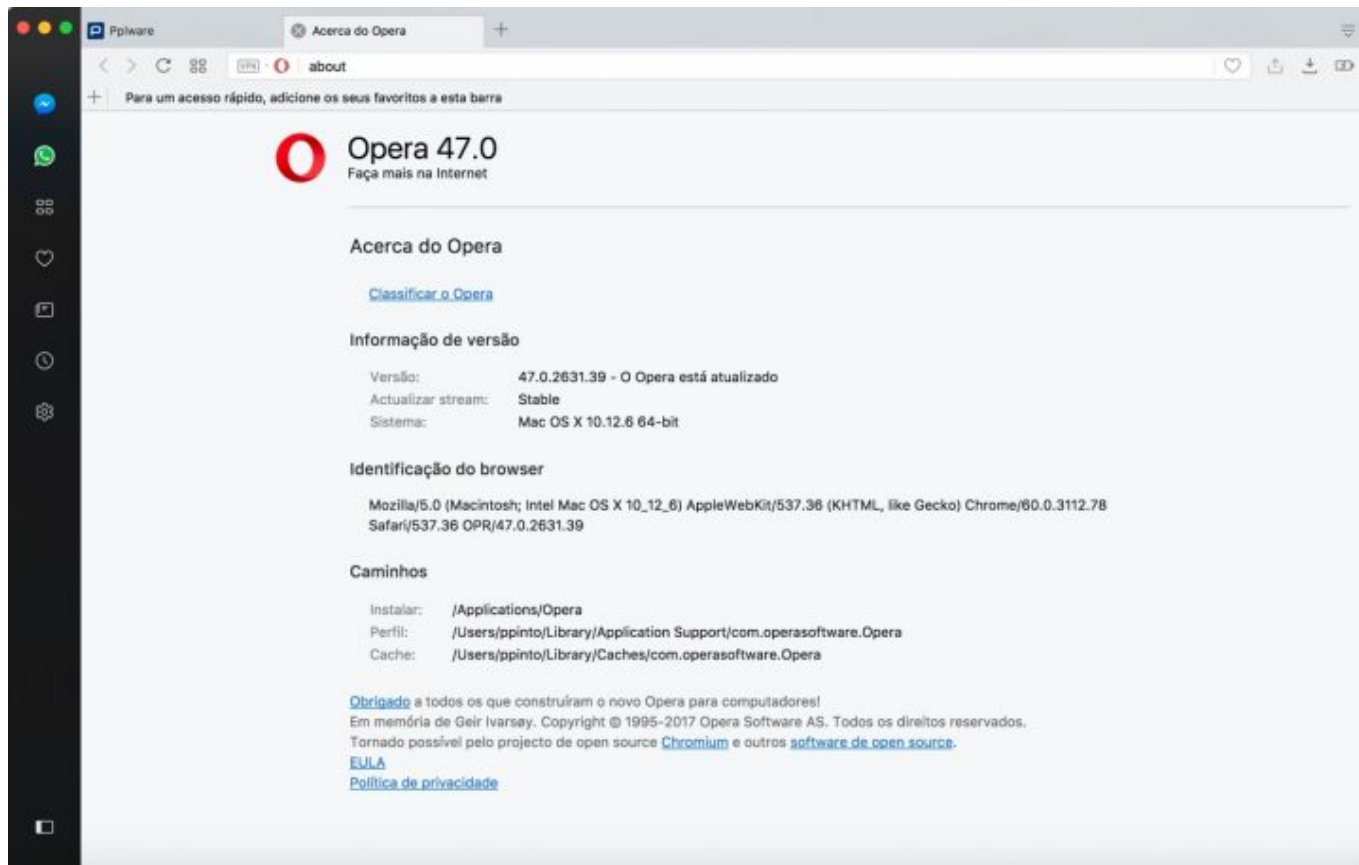 Pplware
Acerca do Opera
VPN
about
Para um acesso rápido, adicione os seus favoritos a esta barra
Opera 47.0
Faça mais na Internet
Acerca do Opera
Classificar o Opera
Informação de versão
Versão: 47.0.2631.39 - O Opera está atualizado
Actualizar stream: Stable
Sistema: Mac OS X 10.12.6 64-bit
Identificação do browser
Mozilla/5.0 (Macintosh; Intel Mac OS X 10_12_6) AppleWebKit/537.36 (KHTML, like Gecko) Chrome/60.0.3112.78
Safari/537.36 OPR/47.0.2631.39
Caminhos
Instalar: /Applications/Opera
Perfil: /Users/ppinto/Library/Application Support/com.operasoftware.Opera
Cache: /Users/ppinto/Library/Caches/com.operasoftware.Opera
Obrigado a todos os que construíram o novo Opera para computadores!
Em memória de Geir Ivarsøy. Copyright © 1995-2017 Opera Software AS. Todos os direitos reservados.
Tornado possível pelo projecto de open source Chromium e outros software de open source.
EULA
Política de privacidade